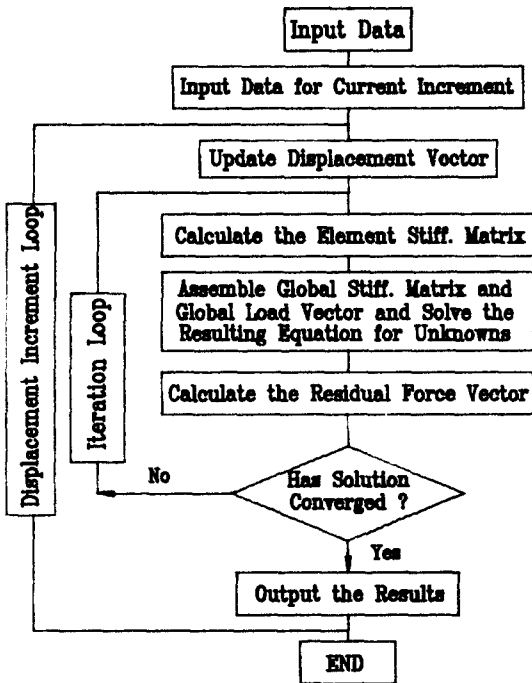 Input Data
Input Data for Current Increment
Update Displacement Vector
Calculate the Element Stiff. Matrix
Assemble Global Stiff. Matrix and
Global Load Vector and Solve the
Resulting Equation for Unknowns
Calculate the Residual Force Vector
Has Solution
Converged ?
No
Yes
Output the Results
END
Iteration Loop
Displacement Increment Loop